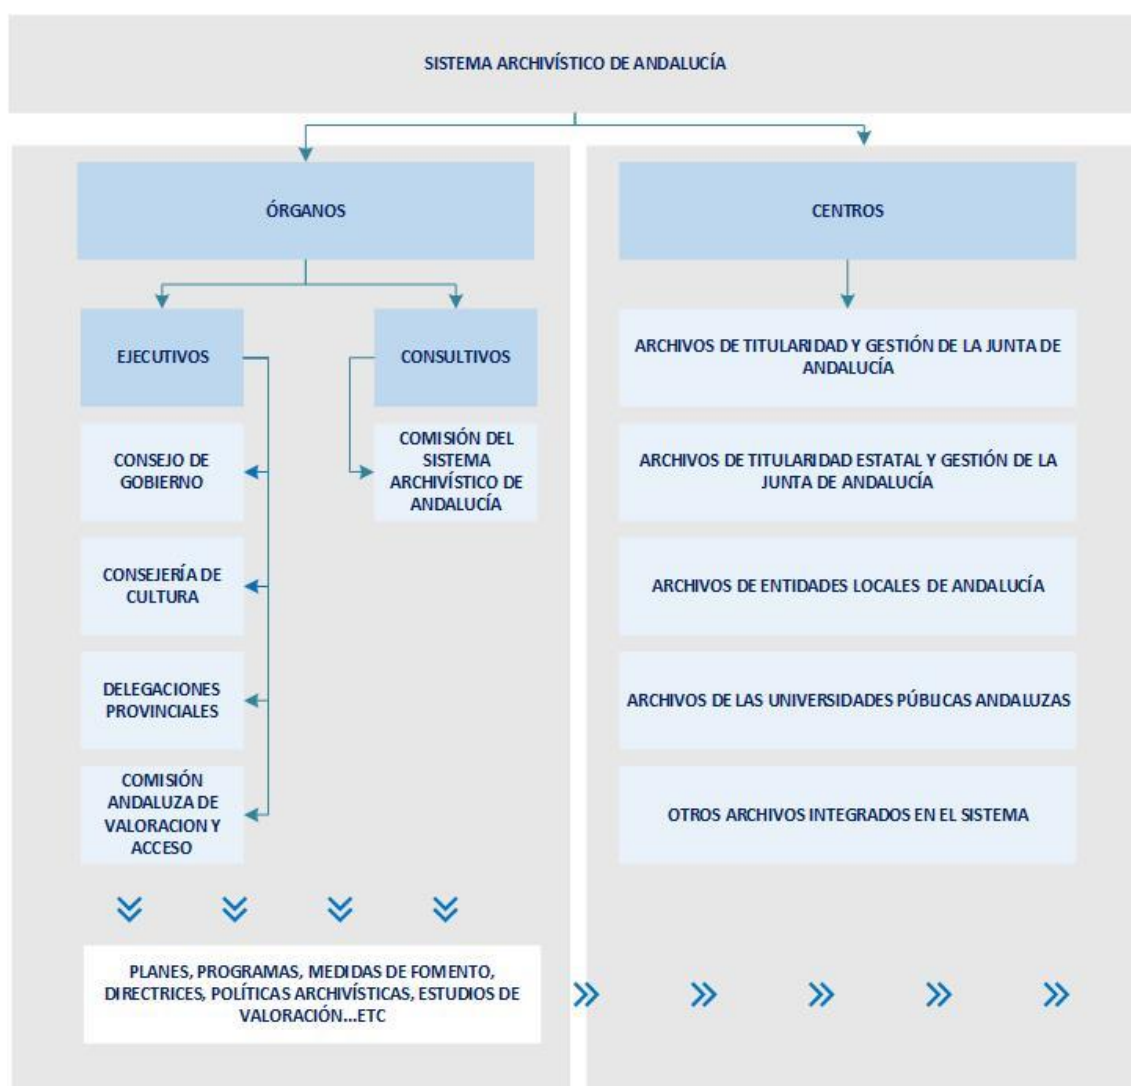 SISTEMA ARCHIVÍSTICO DE ANDALUCÍA
ÓRGANOS
EJECUTIVOS
CONSEJO DE
GOBIERNO
CONSEJERÍA DE
CULTURA
DELEGACIONES
PROVINCIALES
COMISIÓN
ANDALUZA DE
VALORACION Y
ACCESO
CONSULTIVOS
COMISIÓN DEL
SISTEMA
ARCHIVÍSTICO DE
ANDALUCÍA
PLANES, PROGRAMAS, MEDIDAS DE FOMENTO,
DIRECTRICES, POLÍTICAS ARCHIVÍSTICAS, ESTUDIOS DE
VALORACIÓN...ETC
CENTROS
ARCHIVOS DE TITULARIDAD Y GESTIÓN DE LA JUNTA DE
ANDALUCÍA
ARCHIVOS DE TITULARIDAD ESTATAL Y GESTIÓN DE LA
JUNTA DE ANDALUCÍA
ARCHIVOS DE ENTIDADES LOCALES DE ANDALUCÍA
ARCHIVOS DE LAS UNIVERSIDADES PÚBLICAS ANDALUZAS
OTROS ARCHIVOS INTEGRADOS EN EL SISTEMA